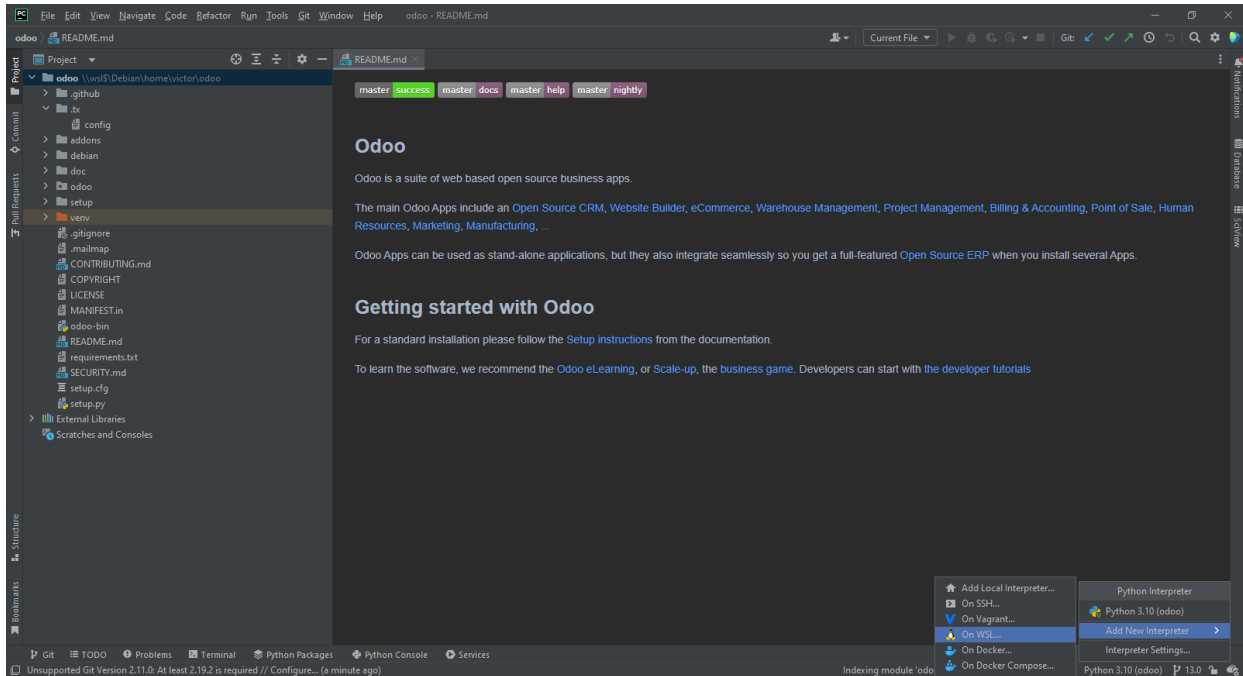 PC File Edit View Navigate Code Refactor Run Tools Git Window Help odoo - README.md
odoo README.md Current File Git:
Project
README.md
odoo \\wsl$\Debian\home\victor\odoo
.github
.tx
config
addons
debian
doc
odoo
setup
venv
.gitignore
.mailmap
CONTRIBUTING.md
COPYRIGHT
LICENSE
MANIFEST.in
odoo-bin
README.md
requirements.txt
SECURITY.md
setup.cfg
setup.py
External Libraries
Scratches and Consoles
Project
Commit
Pull Requests
Structure
Bookmarks
master success master docs master help master nightly
Odoo
Odoo is a suite of web based open source business apps.
The main Odoo Apps include an Open Source CRM, Website Builder, eCommerce, Warehouse Management, Project Management, Billing & Accounting, Point of Sale, Human
Resources, Marketing, Manufacturing, ...
Odoo Apps can be used as stand-alone applications, but they also integrate seamlessly so you get a full-featured Open Source ERP when you install several Apps.
Getting started with Odoo
For a standard installation please follow the Setup instructions from the documentation.
To learn the software, we recommend the Odoo eLearning, or Scale-up, the business game. Developers can start with the developer tutorials
Notifications
Database
SciView
Add Local Interpreter...
On SSH...
On Vagrant...
On WSL...
On Docker...
On Docker Compose...
Python Interpreter
Python 3.10 (odoo)
Add New Interpreter
Interpreter Settings...
Git TODO Problems Terminal Python Packages Python Console Services
Unsupported Git Version 2.11.0: At least 2.19.2 is required // Configure... (a minute ago) Indexing module 'odo Python 3.10 (odoo) 13.0